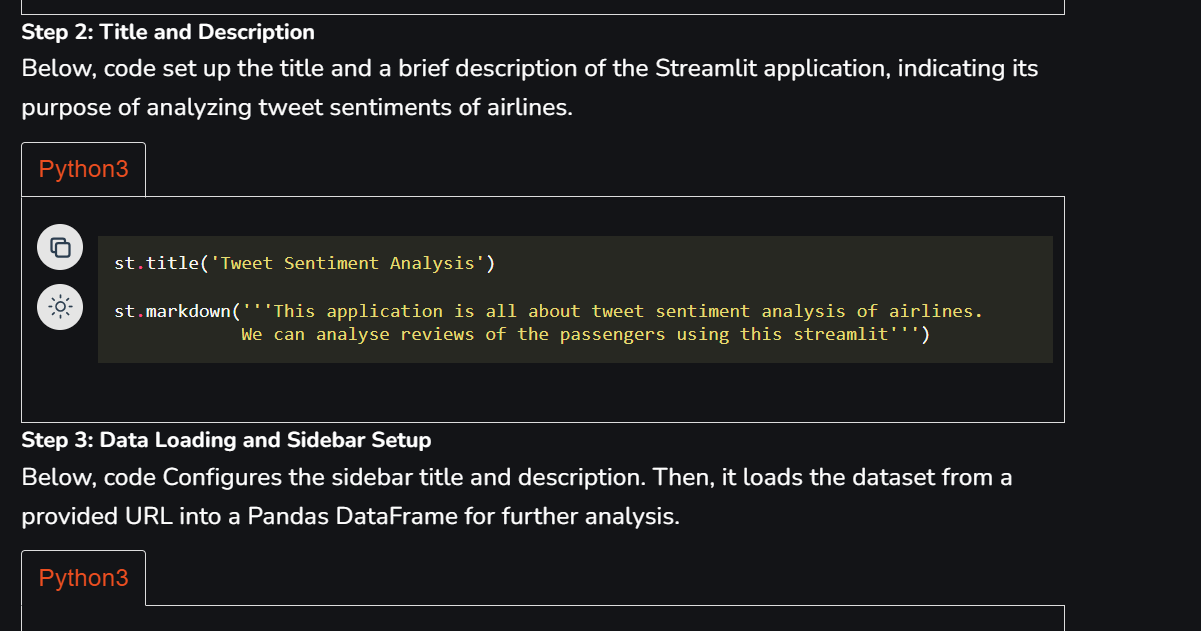 Step 2: Title and Description
Below, code set up the title and a brief description of the Streamlit application, indicating its
purpose of analyzing tweet sentiments of airlines.
Python3
st.title('Tweet Sentiment Analysis')
st.markdown('''This application is all about tweet sentiment analysis of airlines.
We can analyse reviews of the passengers using this streamlit''')
Step 3: Data Loading and Sidebar Setup
Below, code Configures the sidebar title and description. Then, it loads the dataset from a
provided URL into a Pandas DataFrame for further analysis.
Python3